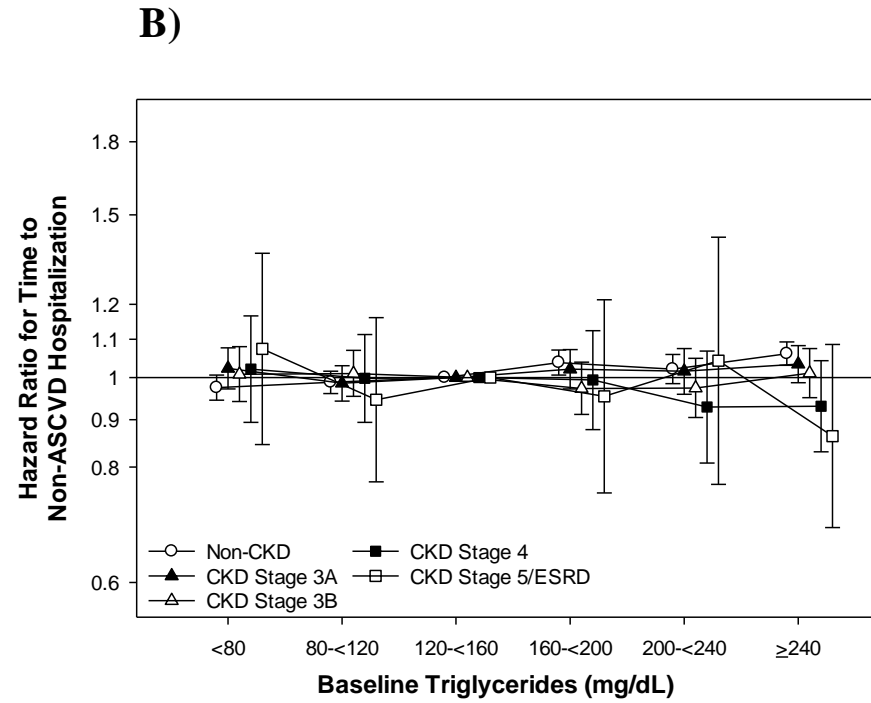 B)
Hazard Ratio for Time to
Non-ASCVD Hospitalization
1.8
1.5
1.2
1.1
1
0.9
0.8
0.6
Non-CKD
CKD Stage 3A
CKD Stage 3B
CKD Stage 4
CKD Stage 5/ESRD
<80
80-<120
120-<160
160-<200
200-<240
≥240
Baseline Triglycerides (mg/dL)